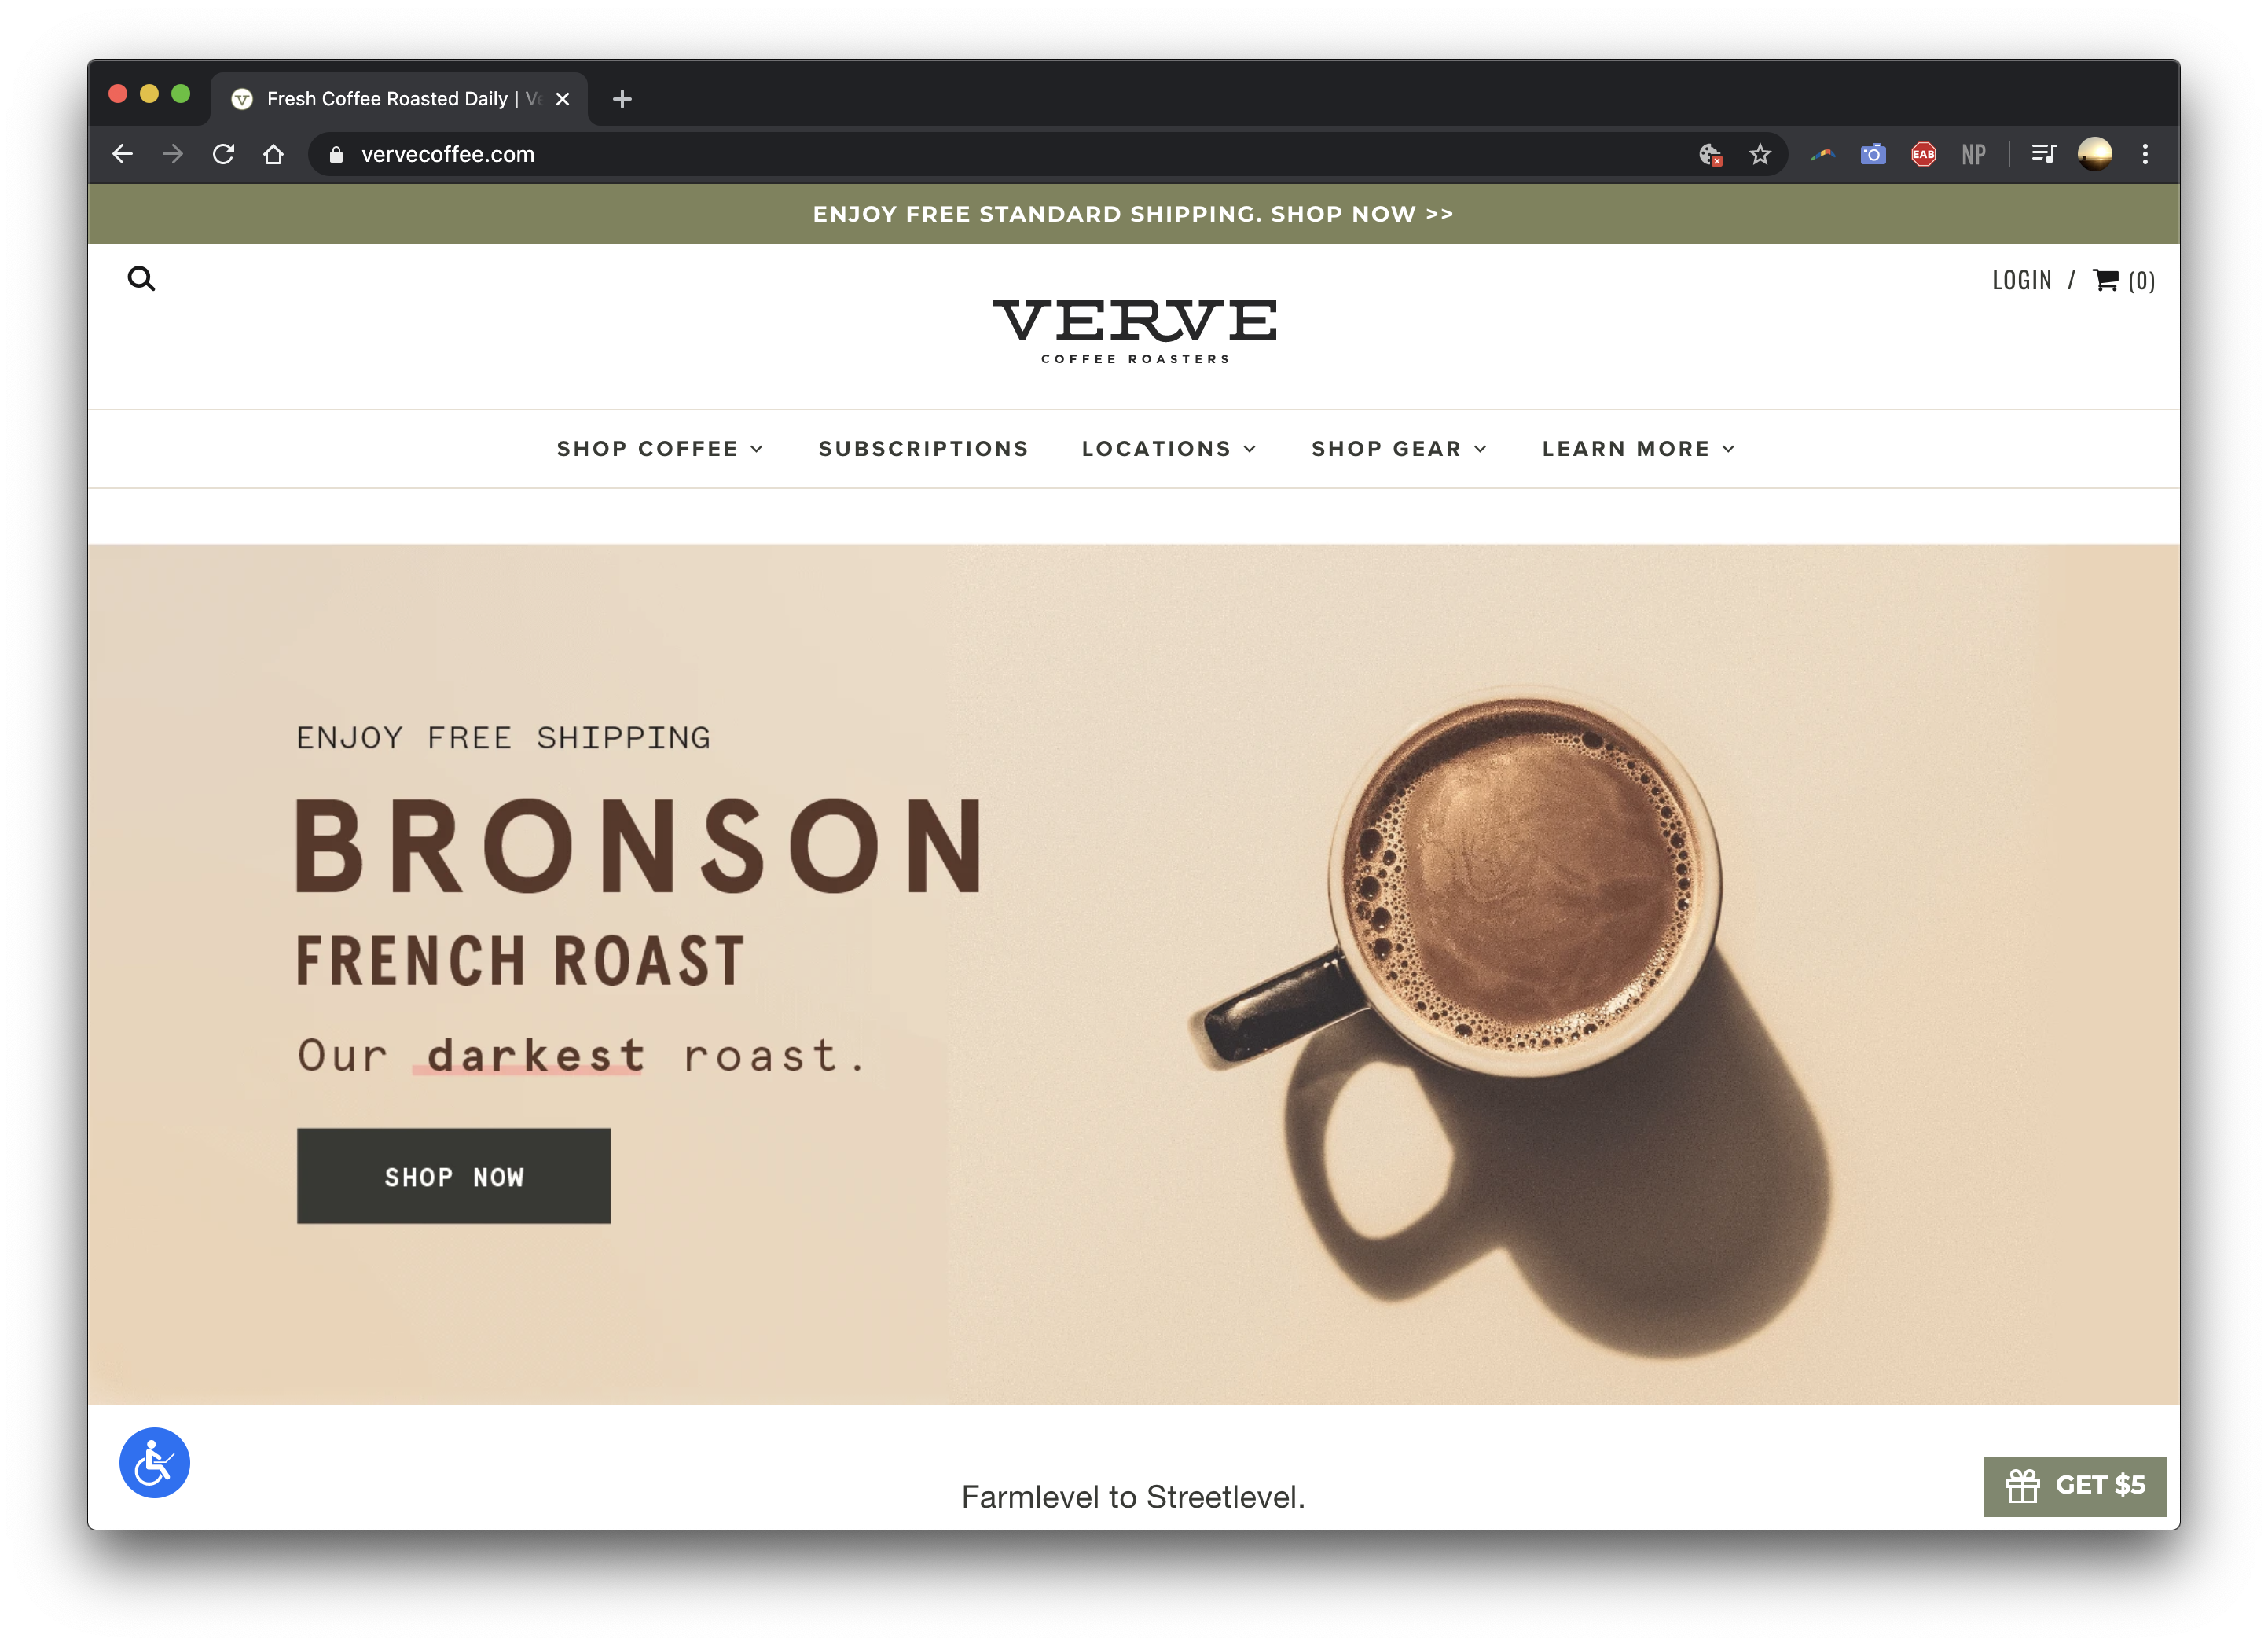 Fresh Coffee Roasted Daily | Ve
vervecoffee.com
EAB
NP
ENJOY FREE STANDARD SHIPPING. SHOP NOW >>
LOGIN / (0)
VERVE
COFFEE ROASTERS
SHOP COFFEE SUBSCRIPTIONS LOCATIONS SHOP GEAR LEARN MORE
ENJOY FREE SHIPPING
BRONSON
FRENCH ROAST
Our darkest roast.
SHOP NOW
Farmlevel to Streetlevel.
GET $5